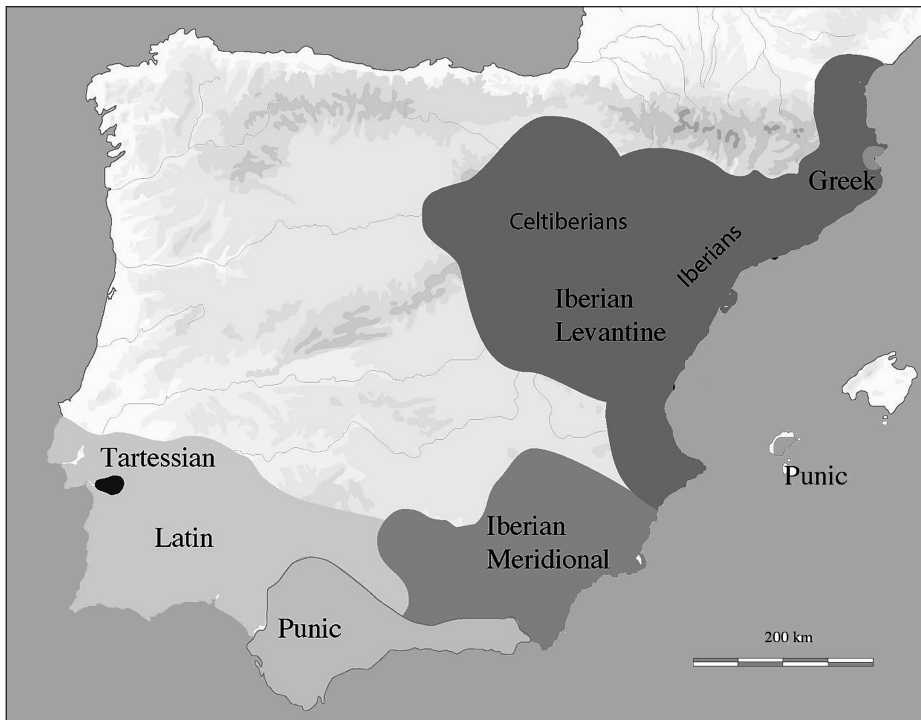 Greek
Celtiberians
Iberians
Iberian
Levantine
Tartessian
Punic
Latin
Iberian
Meridional
Punic
200 km